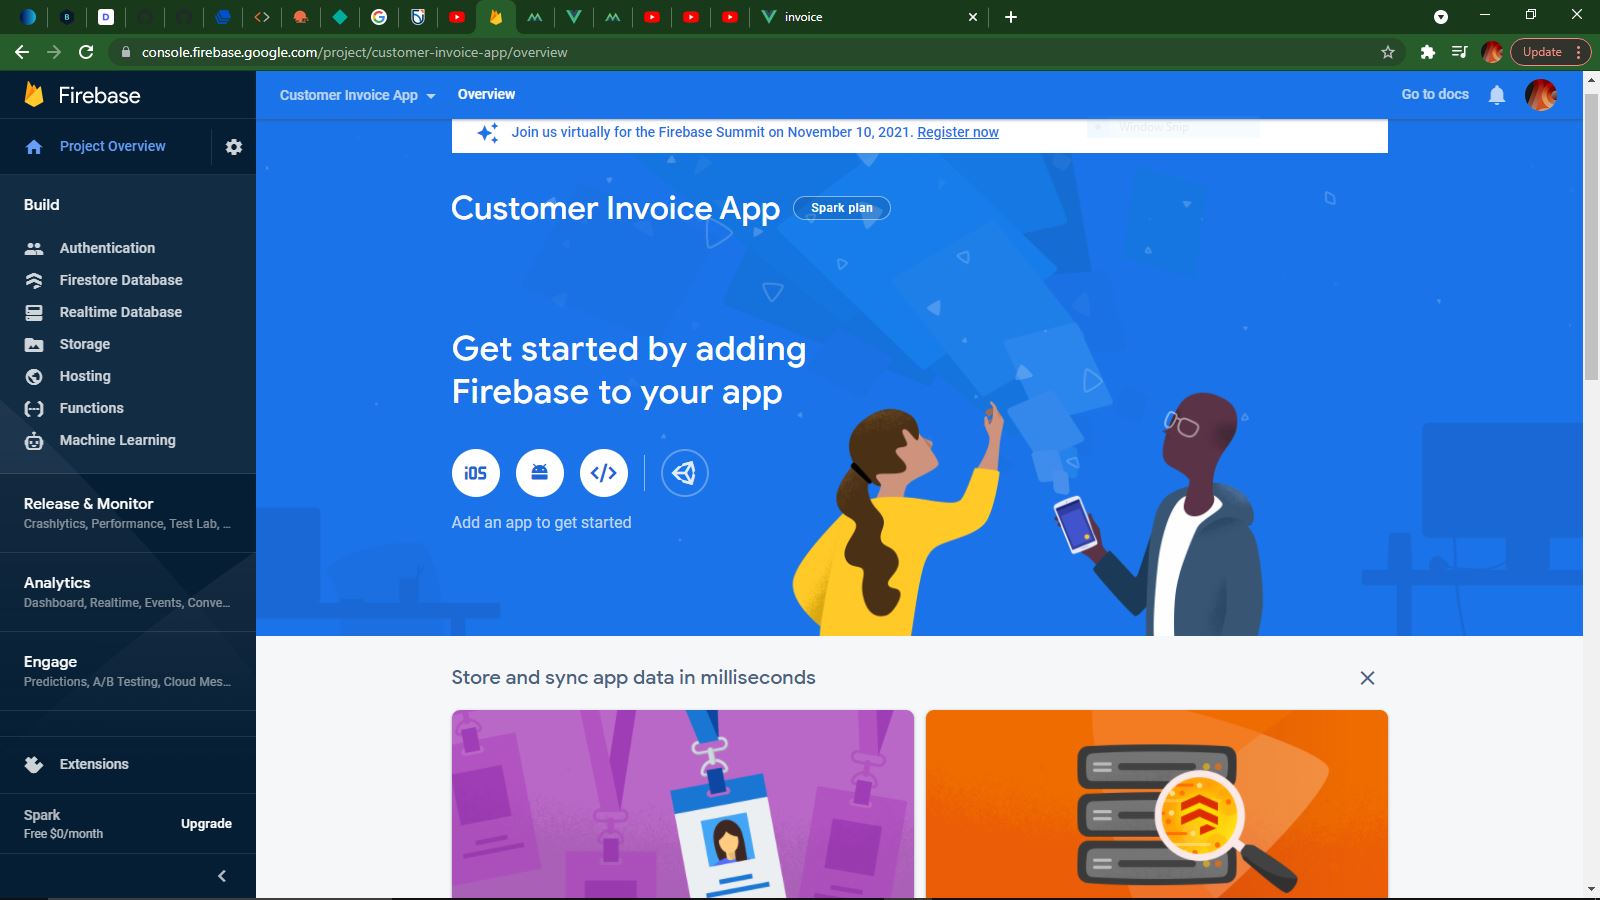 invoice
console.firebase.google.com/project/customer-invoice-app/overview
Update
Firebase
Customer Invoice App
Overview
Go to docs
Project Overview
Join us virtually for the Firebase Summit on November 10, 2021. Register now
Window Snip
Build
Customer Invoice App
Spark plan
Authentication
Firestore Database
Realtime Database
Storage
Hosting
Functions
Machine Learning
Get started by adding
Firebase to your app
iOS
Add an app to get started
Release & Monitor
Crashlytics, Performance, Test Lab, ...
Analytics
Dashboard, Realtime, Events, Conve...
Engage
Predictions, A/B Testing, Cloud Mes...
Store and sync app data in milliseconds
Extensions
Spark
Free $0/month
Upgrade